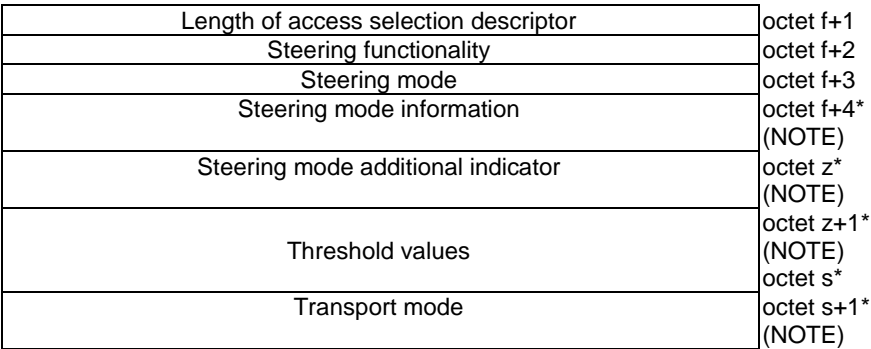 Length of access selection descriptor octet f+1
Steering functionality octet f+2
Steering mode octet f+3
Steering mode information octet f+4*
(NOTE)
Steering mode additional indicator octet z*
(NOTE)
octet z+1*
Threshold values (NOTE)
octet s*
Transport mode octet s+1*
(NOTE)